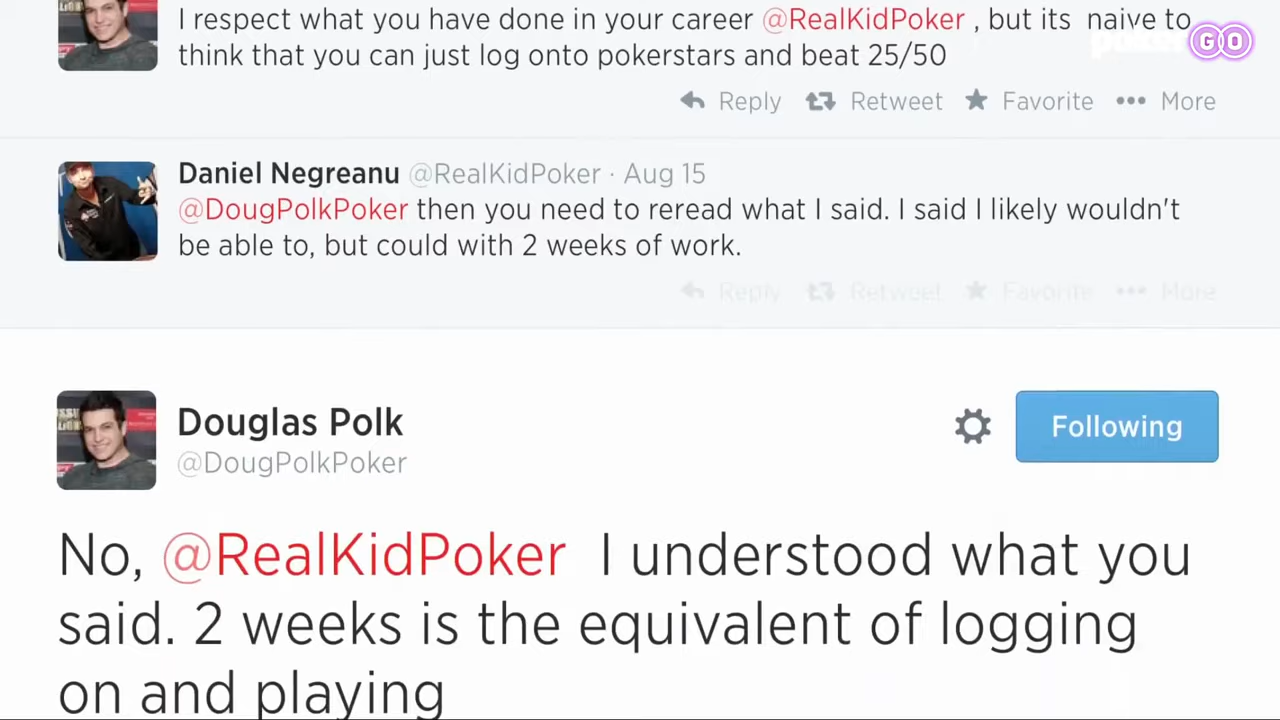 I respect what you have done in your career @RealKidPoker , but its naive to
think that you can just log onto pokerstars and beat 25/50
poker GO
Reply Retweet Favorite More
Daniel Negreanu @RealKidPoker · Aug 15
@DougPolkPoker then you need to reread what I said. I said I likely wouldn't
be able to, but could with 2 weeks of work.
Reply Retweet Favorite More
Douglas Polk
@DougPolkPoker
Following
No, @RealKidPoker I understood what you
said. 2 weeks is the equivalent of logging
on and playing